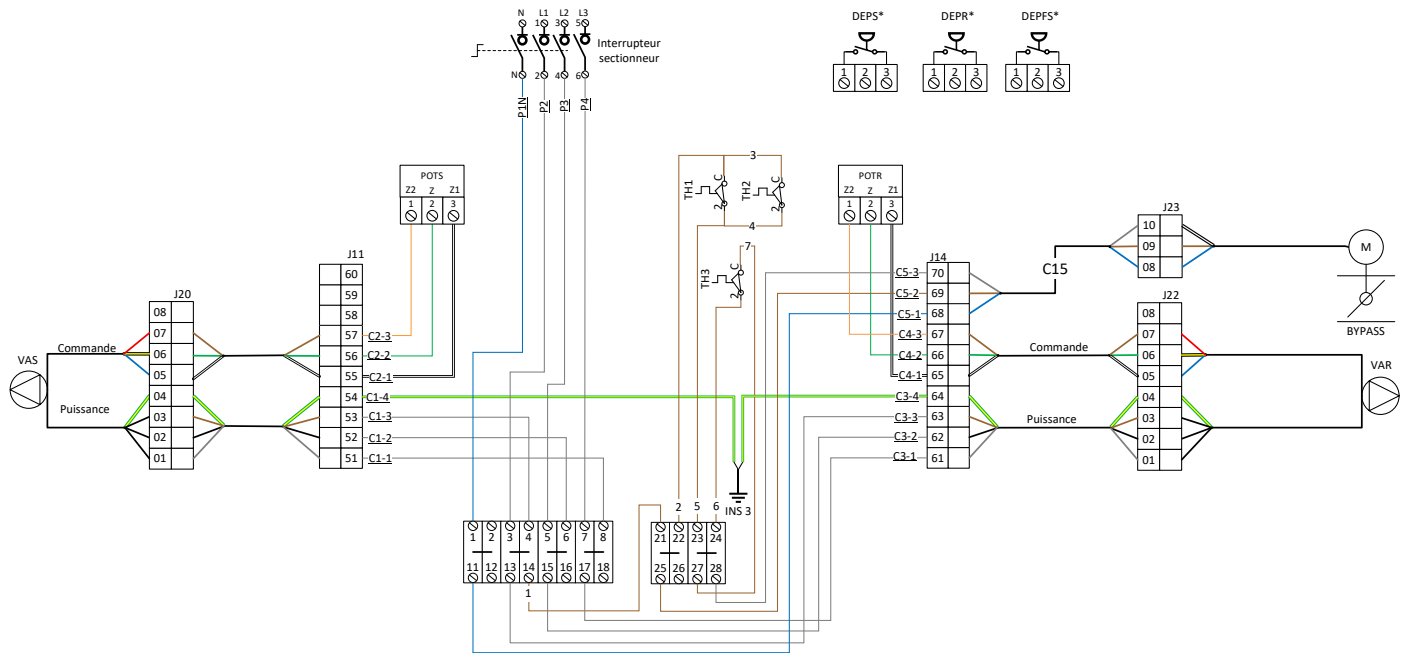 N L1 L2 L3
1 3 5
Interrupteur
sectionneur
N 2 4 6
P1N P2 P3 P4
DEPS* DEPR* DEPFS*
1 2 3
1 2 3
1 2 3
POTS
Z2 Z Z1
1 2 3
3
TH1 C 2
TH2 C 2
4
7
TH3 C 2
POTR
Z2 Z Z1
1 2 3
J23
10
09
08
M
BYPASS
C15
J11
60
59
58
57 C2-3
56 C2-2
55 C2-1
54 C1-4
53 C1-3
52 C1-2
51 C1-1
J20
08
07
06
05
04
03
02
01
VAS
Commande
Puissance
J14
C5-3 70
C5-2 69
C5-1 68
C4-3 67
C4-2 66
C4-1 65
C3-4 64
C3-3 63
C3-2 62
C3-1 61
Commande
Puissance
J22
08
07
06
05
04
03
02
01
VAR
2 5 6
INS 3
1 2 3 4 5 6 7 8
11 12 13 14 15 16 17 18
1
21 22 23 24
25 26 27 28